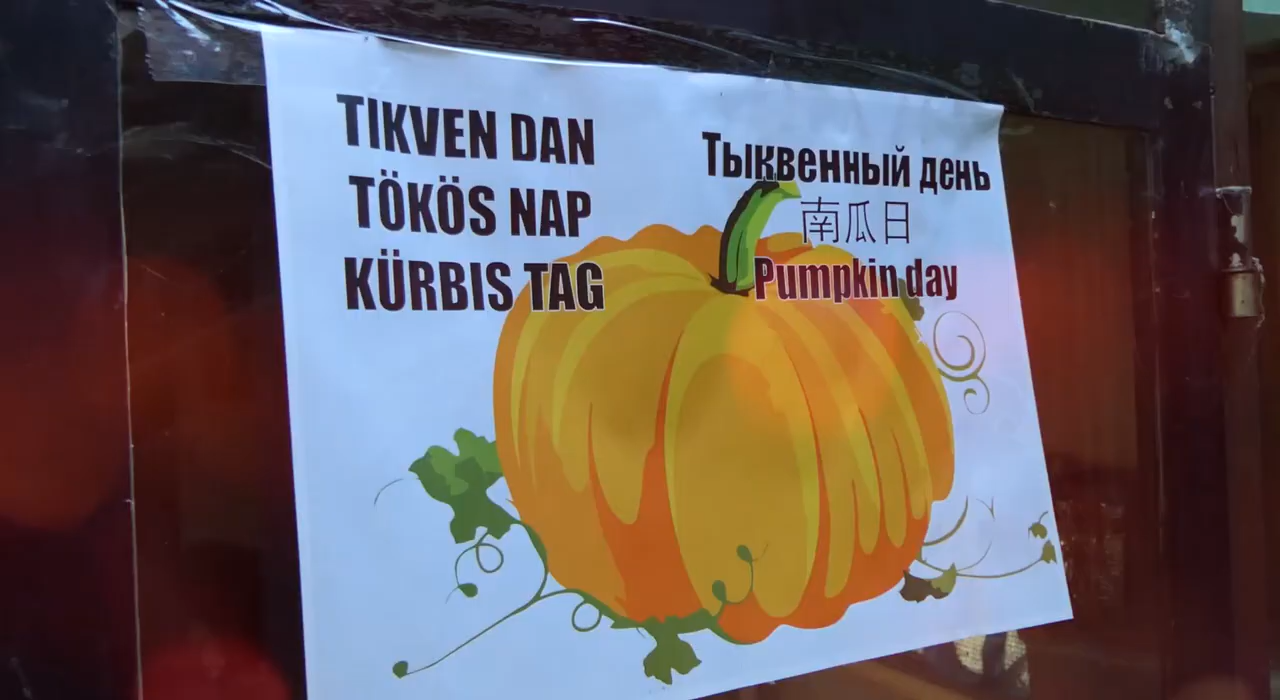 TIKVEN DAN
TÖKÖS NAP
KÜRBIS TAG
Тыквенный день
南瓜日
Pumpkin day